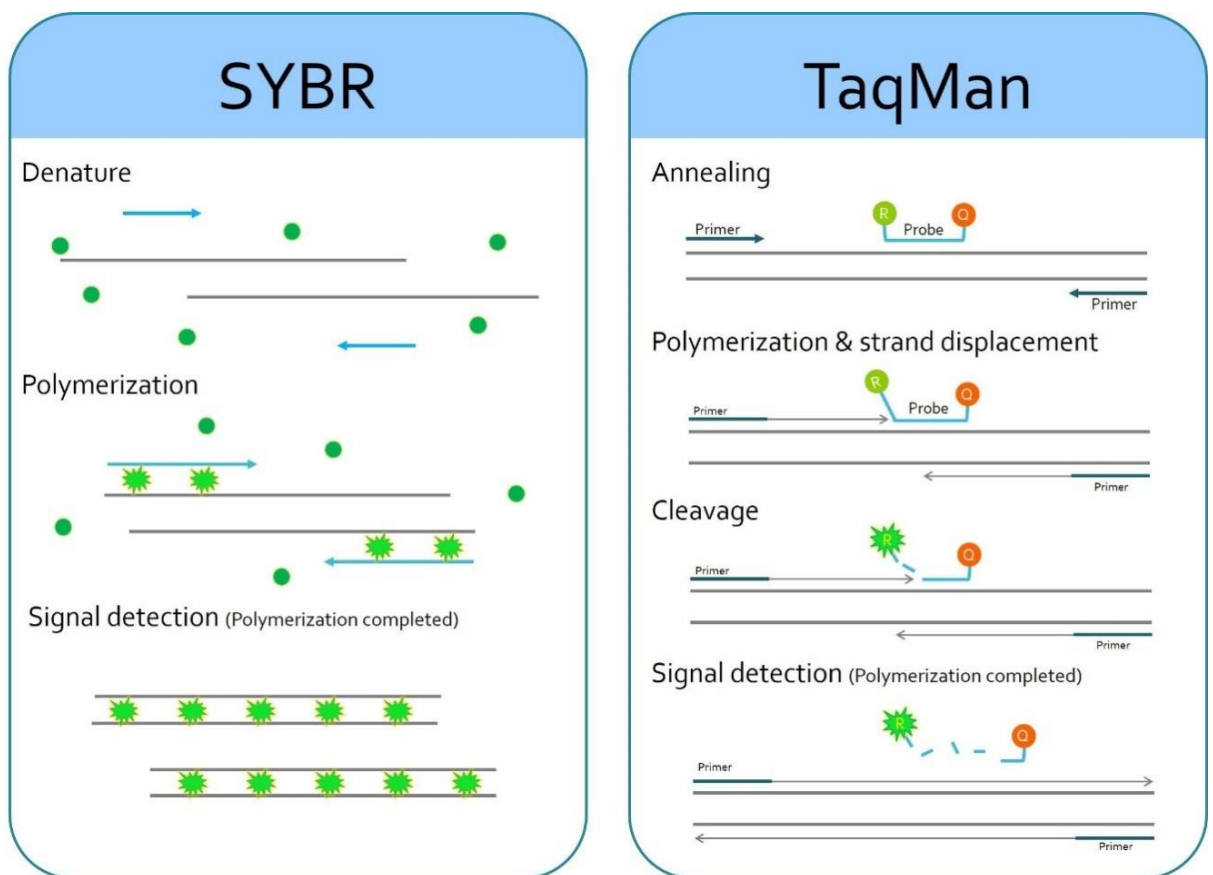 SYBR
Denature
Polymerization
Signal detection (Polymerization completed)
TaqMan
Annealing
R
Q
Primer
Probe
Primer
Polymerization & strand displacement
R
Q
Primer
Probe
Primer
Cleavage
R
Q
Primer
Primer
Signal detection (Polymerization completed)
R
Q
Primer
Primer